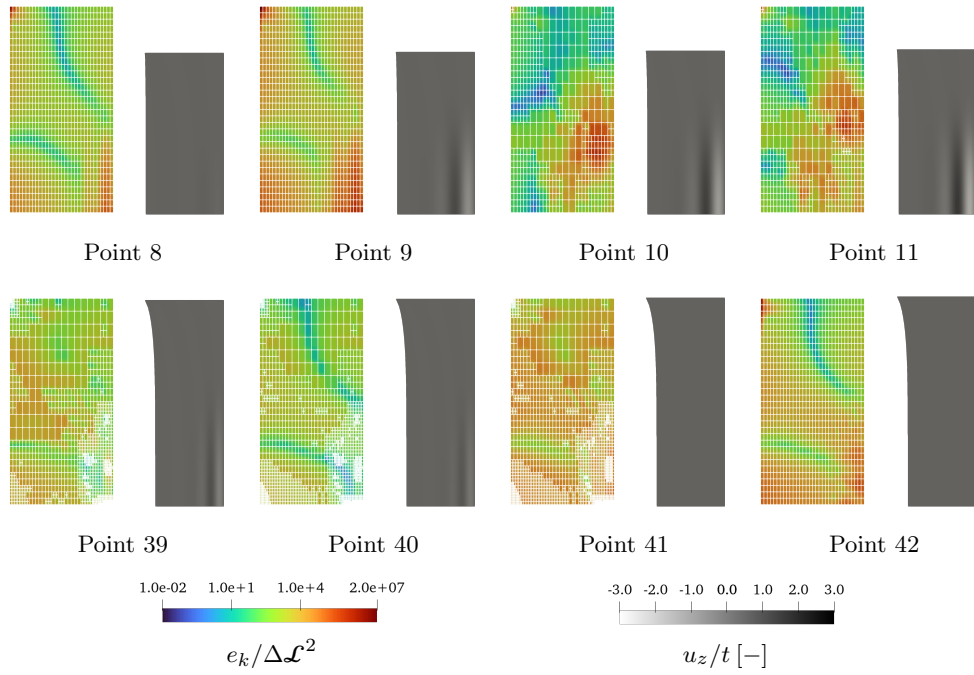 Point 8 Point 9 Point 10 Point 11
Point 39 Point 40 Point 41 Point 42
1.0e-02 1.0e+1 1.0e+4 2.0e+07
-3.0 -2.0 -1.0 0.0 1.0 2.0 3.0
e_k/Δ𝓛²
u_z/t [−]